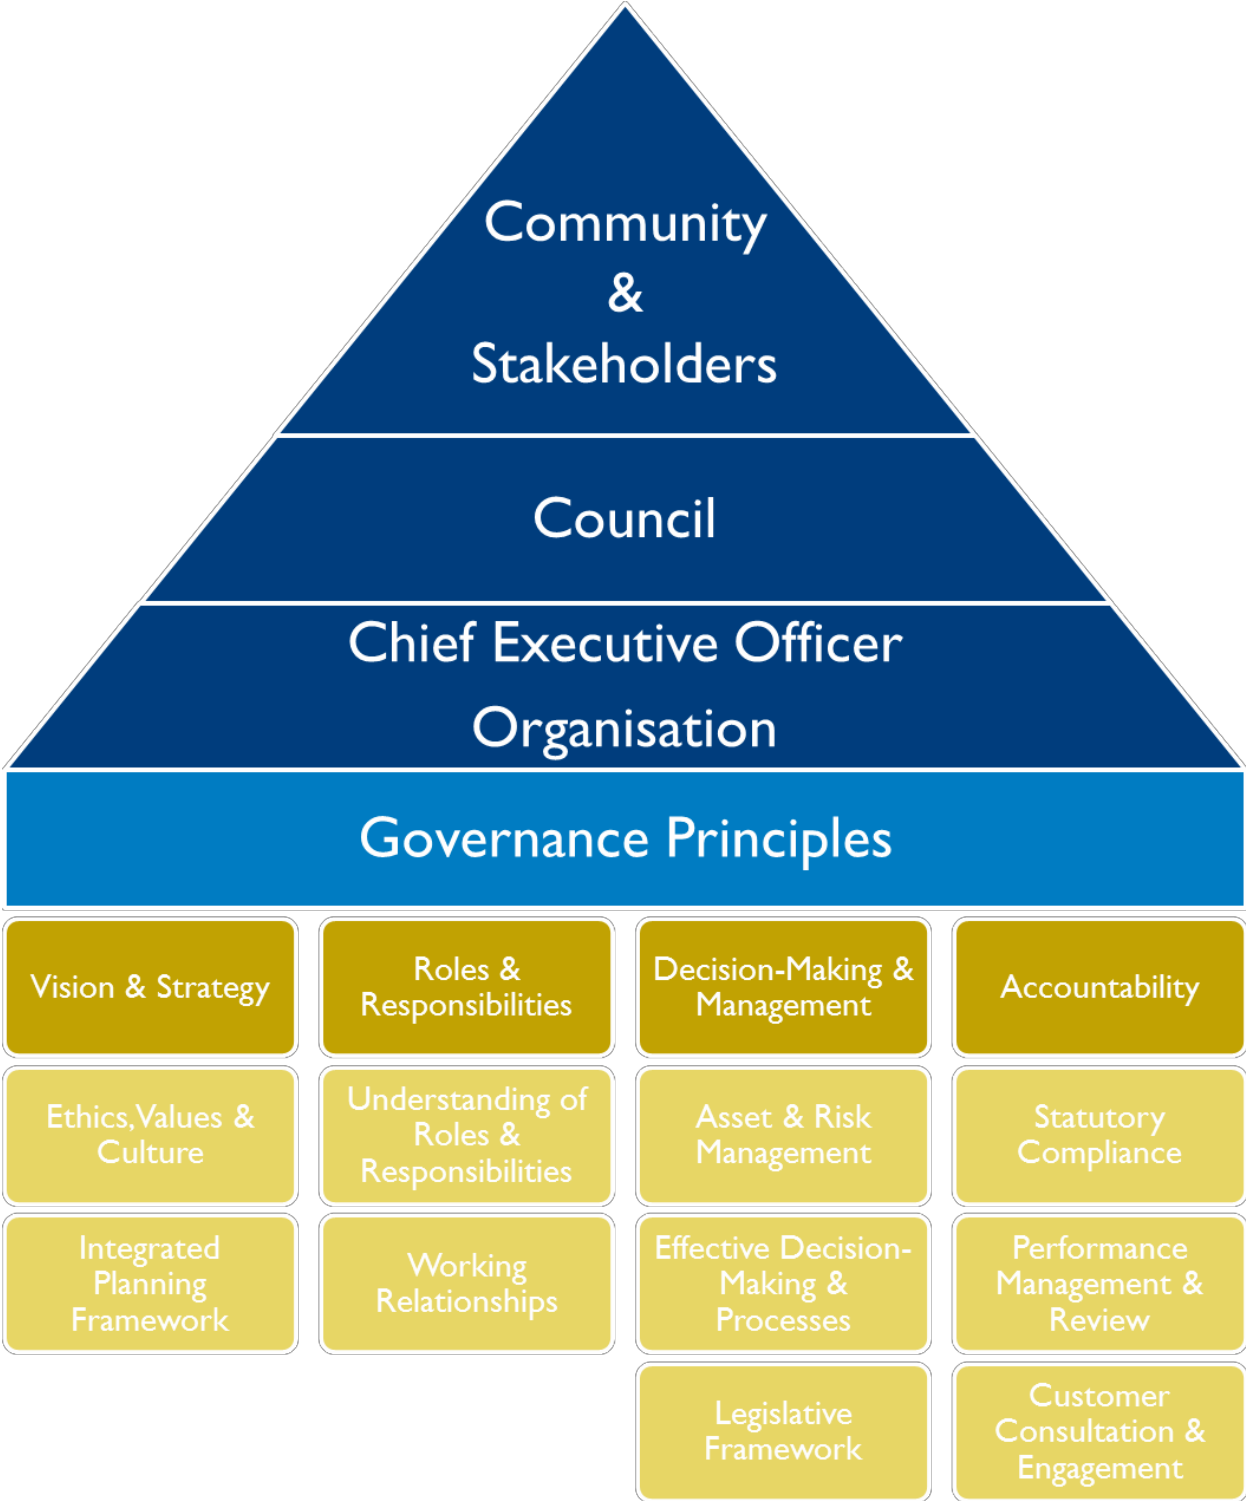 Community
&
Stakeholders
Council
Chief Executive Officer
Organisation
Governance Principles
Vision & Strategy
Ethics, Values &
Culture
Integrated
Planning
Framework
Roles &
Responsibilities
Understanding of
Roles &
Responsibilities
Working
Relationships
Decision-Making &
Management
Asset & Risk
Management
Effective Decision-
Making &
Processes
Legislative
Framework
Accountability
Statutory
Compliance
Performance
Management &
Review
Customer
Consultation &
Engagement